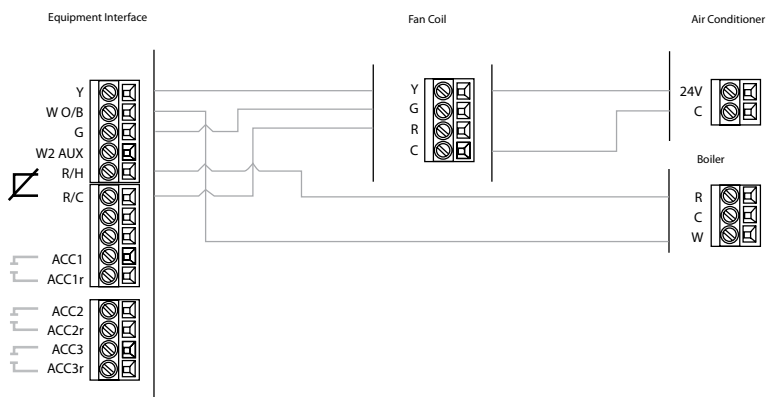 Equipment Interface
Fan Coil
Air Conditioner
Y
W O/B
G
W2 AUX
R/H
R/C
ACC1
ACC1r
ACC2
ACC2r
ACC3
ACC3r
Y
G
R
C
24V
C
Boiler
R
C
W